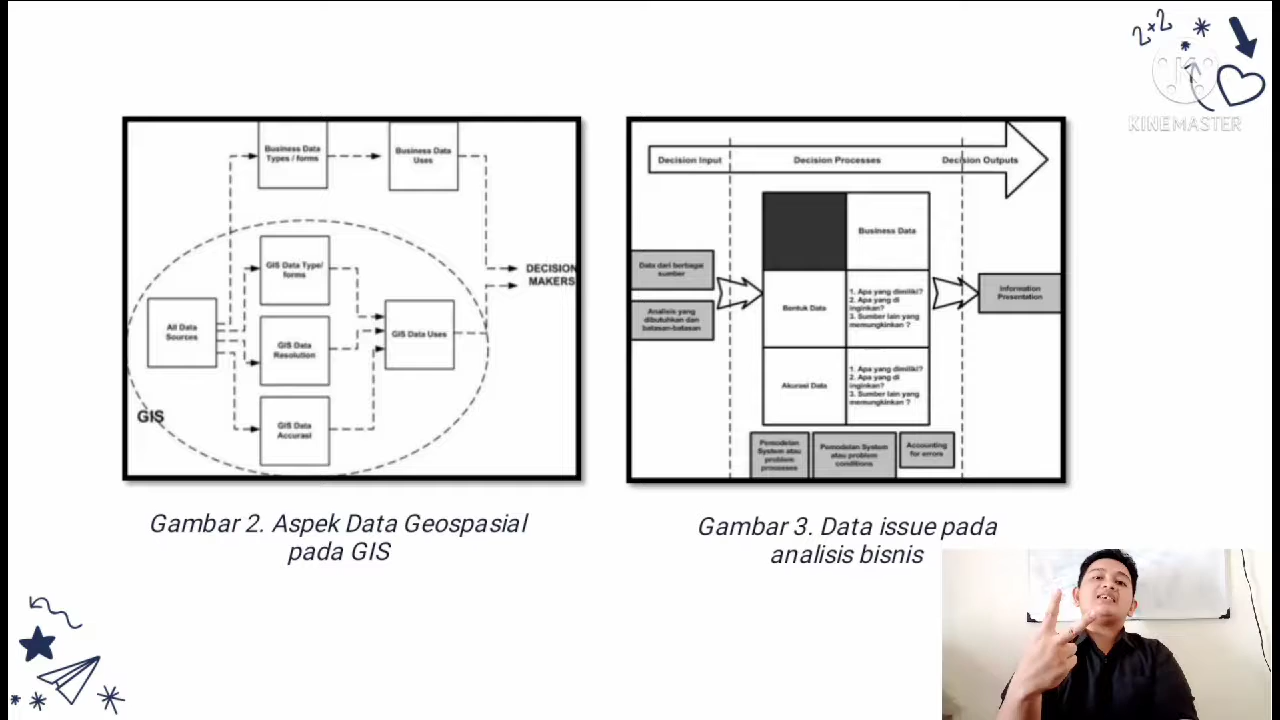 2×2
KINEMASTER
Business Data
Types / forms
Business Data
Uses
GIS Data Type/
forms
DECISION
MAKERS
All Data
Sources
GIS Data
Resolution
GIS Data Uses
GIS
GIS Data
Accurasi
Gambar 2. Aspek Data Geospasial
pada GIS
Decision Input
Decision Processes
Decision Outputs
Business Data
Data dari berbagai
sumber
Analisis yang
dibutuhkan dan
batasan-batasan
Bentuk Data
1. Apa yang dimiliki?
2. Apa yang di
inginkan?
3. Sumber lain yang
memungkinkan ?
Information
Presentation
Akurasi Data
1. Apa yang dimiliki?
2. Apa yang di
inginkan?
3. Sumber lain yang
memungkinkan ?
Pemodelan
System atau
problem
processes
Pemodelan System
atau problem
conditions
Accounting
for errors
Gambar 3. Data issue pada
analisis bisnis